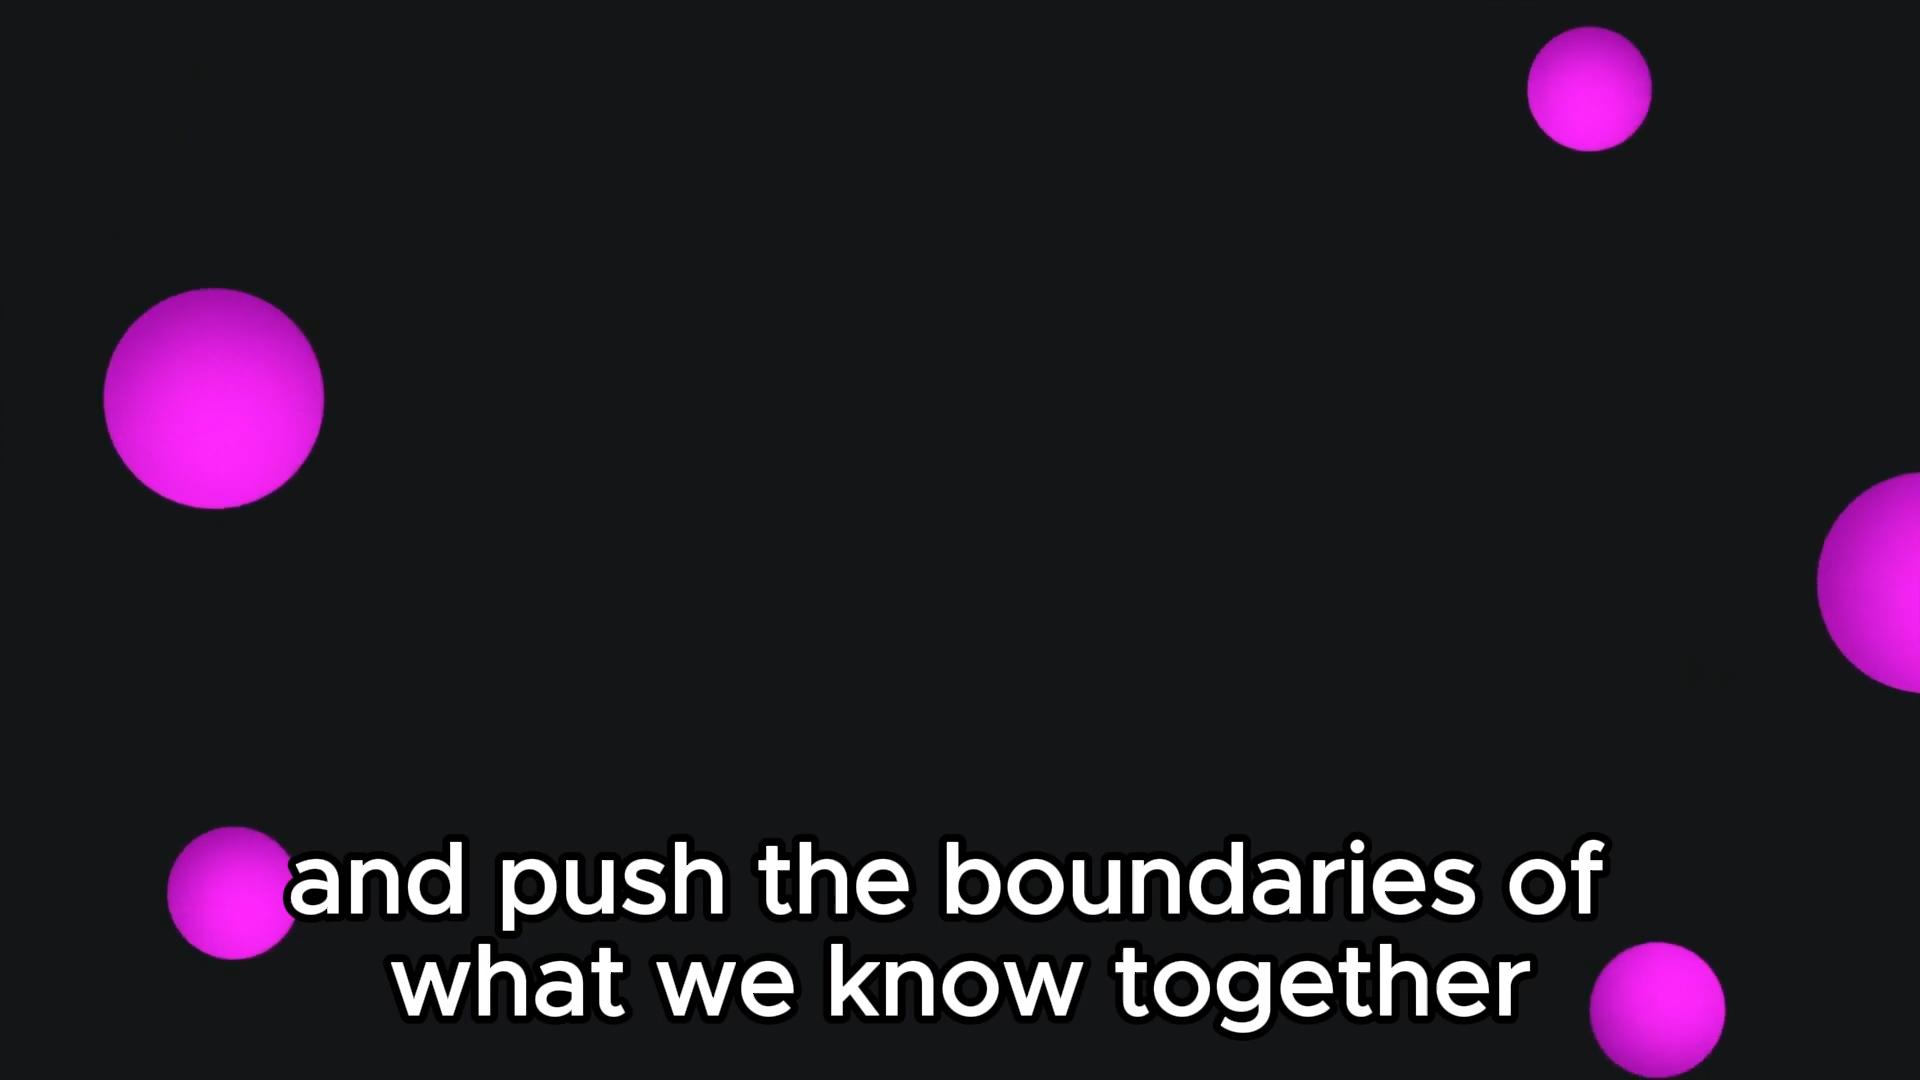 and push the boundaries of
what we know together